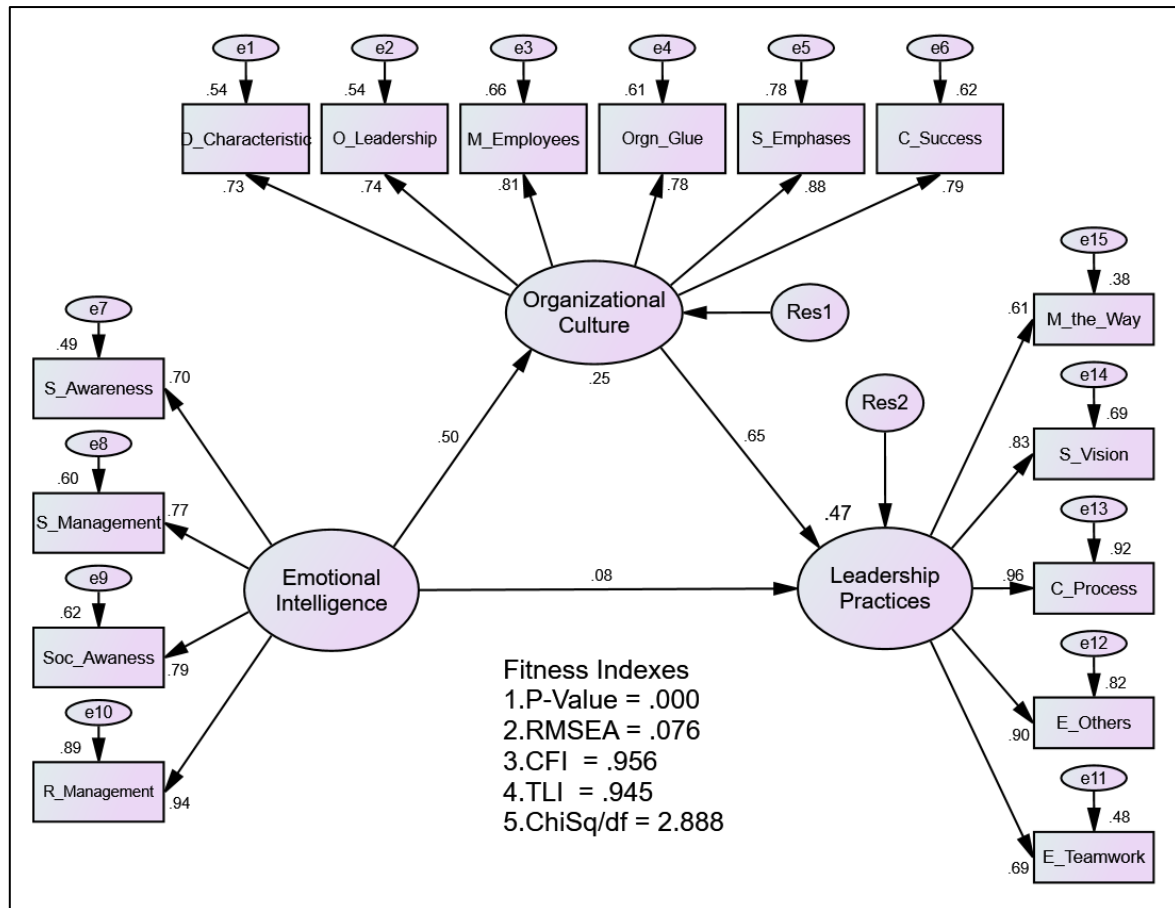 e1 e2 e3 e4 e5 e6
.54 .54 .66 .61 .78 .62
D_Characteristic O_Leadership M_Employees Orgn_Glue S_Emphases C_Success
.73 .74 .81 .78 .88 .79
Organizational
Culture
.25
Res1
e7
.49
S_Awareness
.70
e8
.60
S_Management
.77
e9
.62
Soc_Awaness
.79
e10
.89
R_Management
.94
Emotional
Intelligence
.50
.65
.08
Res2
.47
Leadership
Practices
e15
.38
.61
M_the_Way
e14
.69
.83
S_Vision
e13
.92
.96
C_Process
e12
.82
E_Others
.90
e11
.48
E_Teamwork
.69
Fitness Indexes
1.P-Value = .000
2.RMSEA = .076
3.CFI = .956
4.TLI = .945
5.ChiSq/df = 2.888